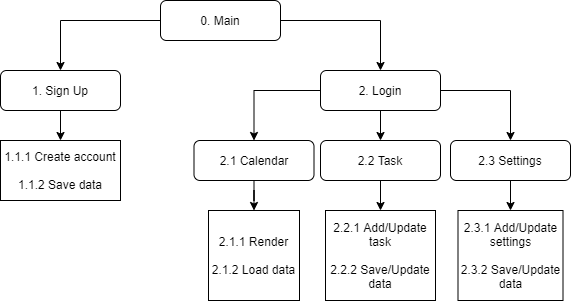 0. Main
1. Sign Up
2. Login
1.1.1 Create account
1.1.2 Save data
2.1 Calendar
2.2 Task
2.3 Settings
2.1.1 Render
2.1.2 Load data
2.2.1 Add/Update
task
2.2.2 Save/Update
data
2.3.1 Add/Update
settings
2.3.2 Save/Update
data